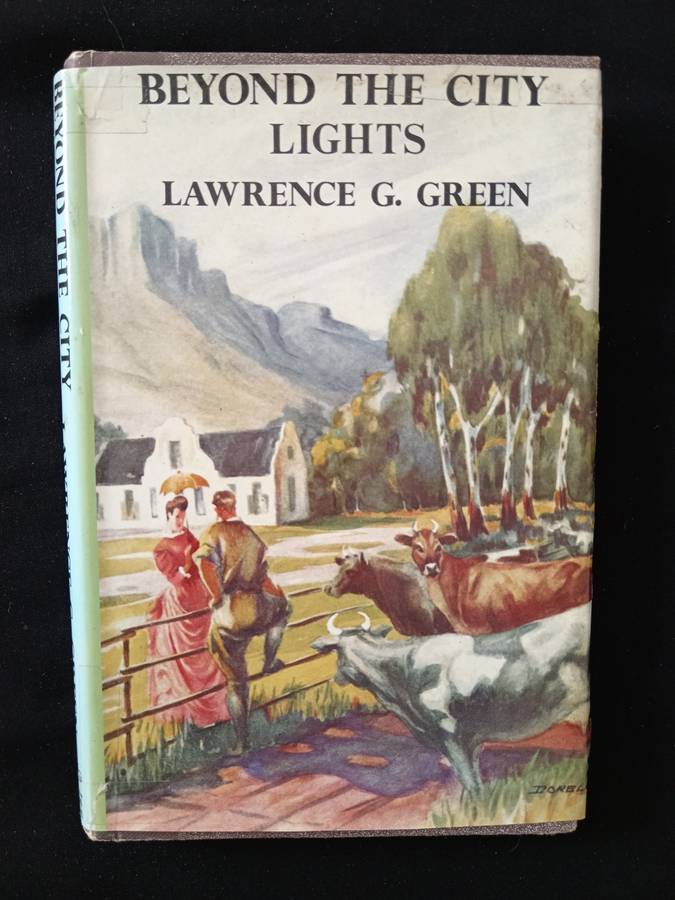 BEYOND THE CITY
LIGHTS
LAWRENCE G. GREEN
BEYOND THE CITY